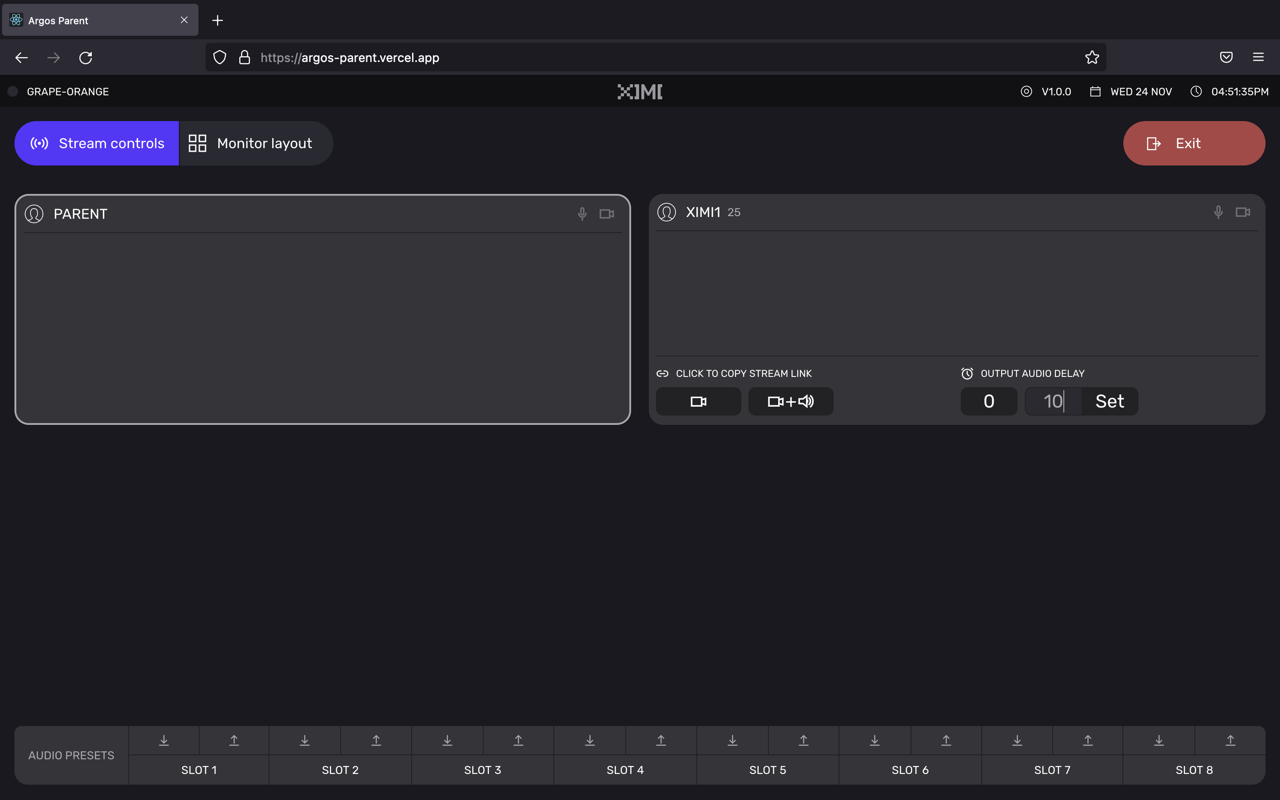 Argos Parent
https://argos-parent.vercel.app
GRAPE-ORANGE
XIMI
V1.0.0
WED 24 NOV
04:51:35PM
Stream controls
Monitor layout
Exit
PARENT
XIMI1 25
CLICK TO COPY STREAM LINK
OUTPUT AUDIO DELAY
0
10
Set
AUDIO PRESETS
SLOT 1
SLOT 2
SLOT 3
SLOT 4
SLOT 5
SLOT 6
SLOT 7
SLOT 8